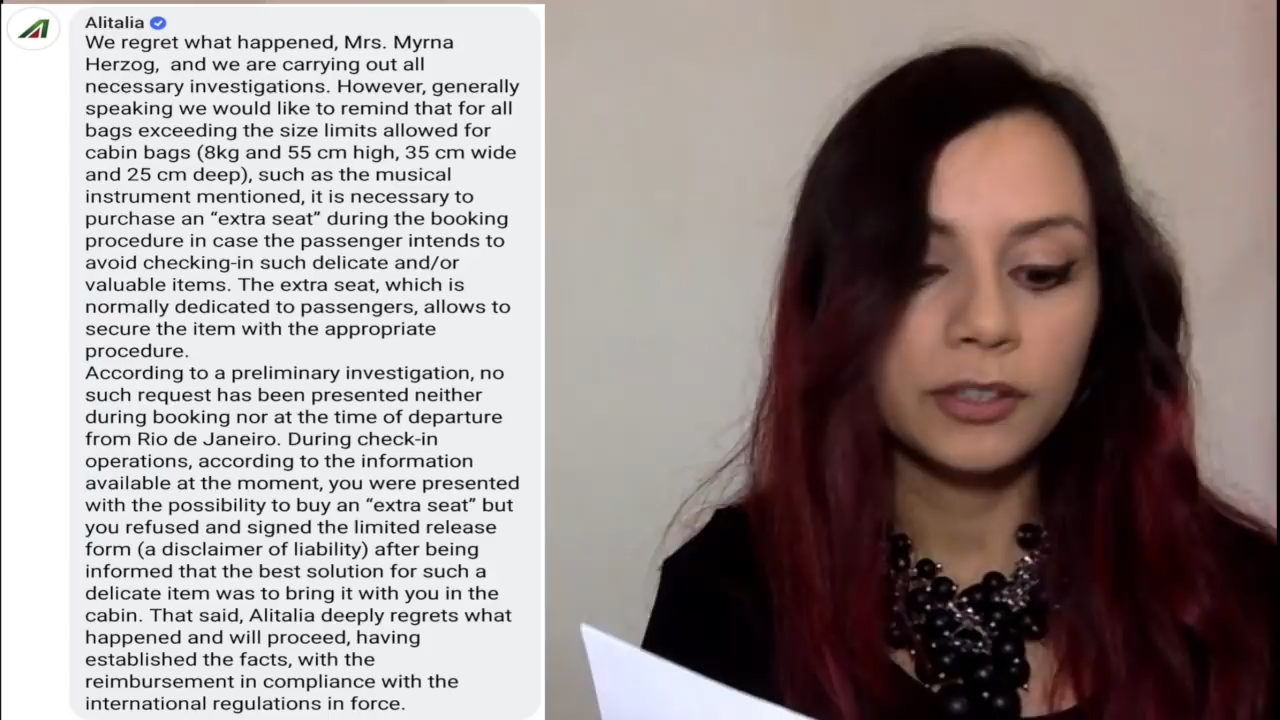 Alitalia
We regret what happened, Mrs. Myrna
Herzog, and we are carrying out all
necessary investigations. However, generally
speaking we would like to remind that for all
bags exceeding the size limits allowed for
cabin bags (8kg and 55 cm high, 35 cm wide
and 25 cm deep), such as the musical
instrument mentioned, it is necessary to
purchase an “extra seat” during the booking
procedure in case the passenger intends to
avoid checking-in such delicate and/or
valuable items. The extra seat, which is
normally dedicated to passengers, allows to
secure the item with the appropriate
procedure.
According to a preliminary investigation, no
such request has been presented neither
during booking nor at the time of departure
from Rio de Janeiro. During check-in
operations, according to the information
available at the moment, you were presented
with the possibility to buy an “extra seat” but
you refused and signed the limited release
form (a disclaimer of liability) after being
informed that the best solution for such a
delicate item was to bring it with you in the
cabin. That said, Alitalia deeply regrets what
happened and will proceed, having
established the facts, with the
reimbursement in compliance with the
international regulations in force.